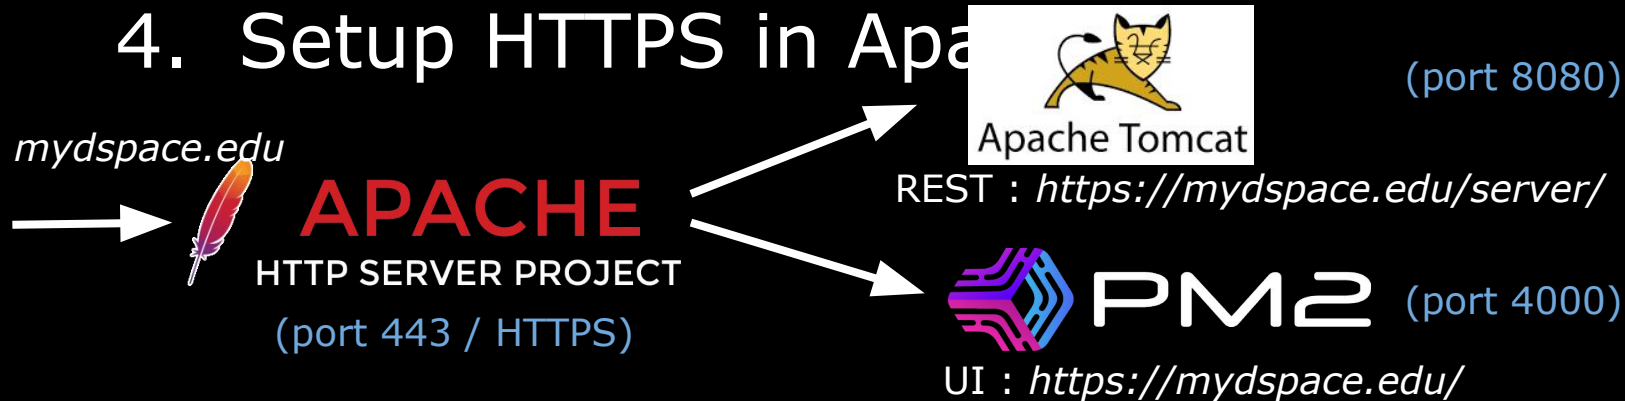 4. Setup HTTPS in Apa
(port 8080)
mydspace.edu
Apache Tomcat
REST : https://mydspace.edu/server/
APACHE
HTTP SERVER PROJECT
(port 443 / HTTPS)
PM2
(port 4000)
UI : https://mydspace.edu/